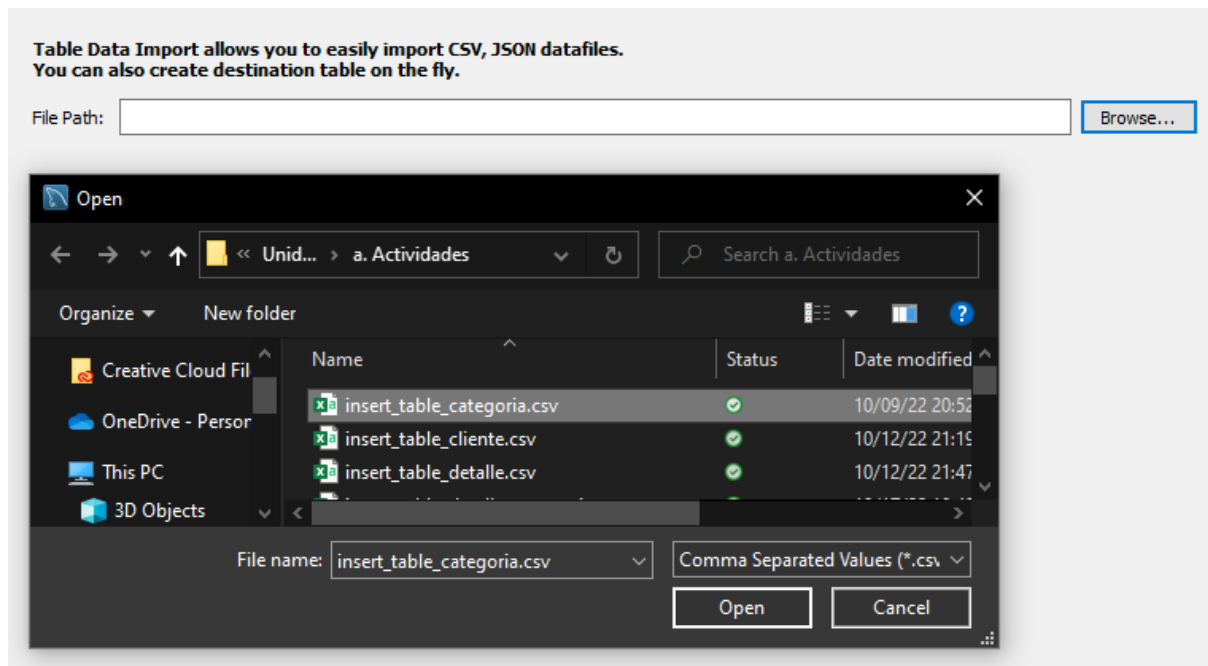 Table Data Import allows you to easily import CSV, JSON datafiles.
You can also create destination table on the fly.
File Path:
Browse...
Open
« Unid... › a. Actividades
Search a. Actividades
Organize
New folder
Name
Status
Date modified
Creative Cloud Fil
OneDrive - Person
This PC
3D Objects
insert_table_categoria.csv
10/09/22 20:52
insert_table_cliente.csv
10/12/22 21:19
insert_table_detalle.csv
10/12/22 21:47
File name:
insert_table_categoria.csv
Comma Separated Values (*.csv
Open
Cancel